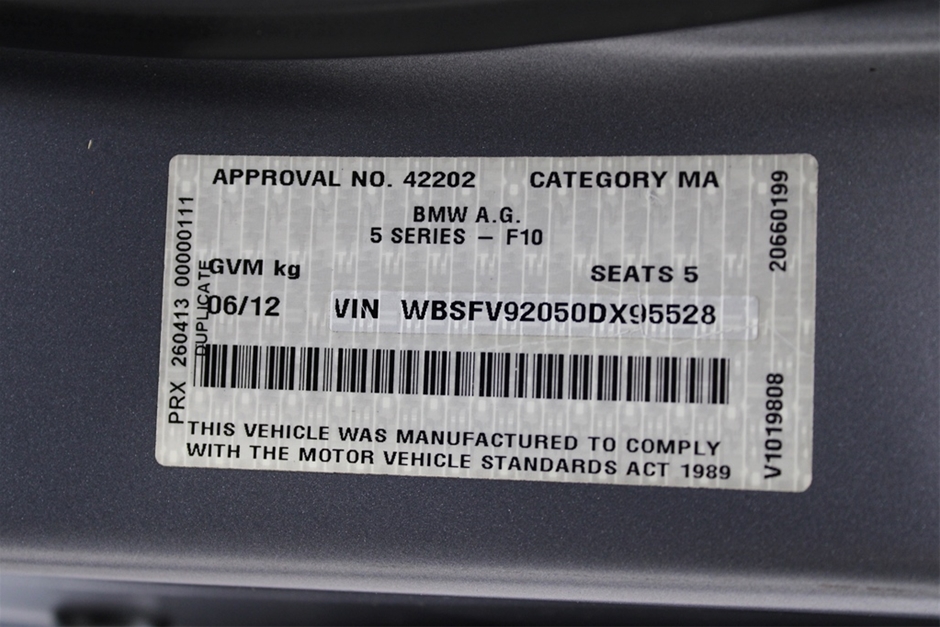 APPROVAL NO. 42202 CATEGORY MA
BMW A.G.
5 SERIES – F10
GVM kg SEATS 5
06/12 VIN WBSFV92050DX95528
THIS VEHICLE WAS MANUFACTURED TO COMPLY
WITH THE MOTOR VEHICLE STANDARDS ACT 1989
PRX 260413 00000111
DUPLICATE
20660199
V1019808